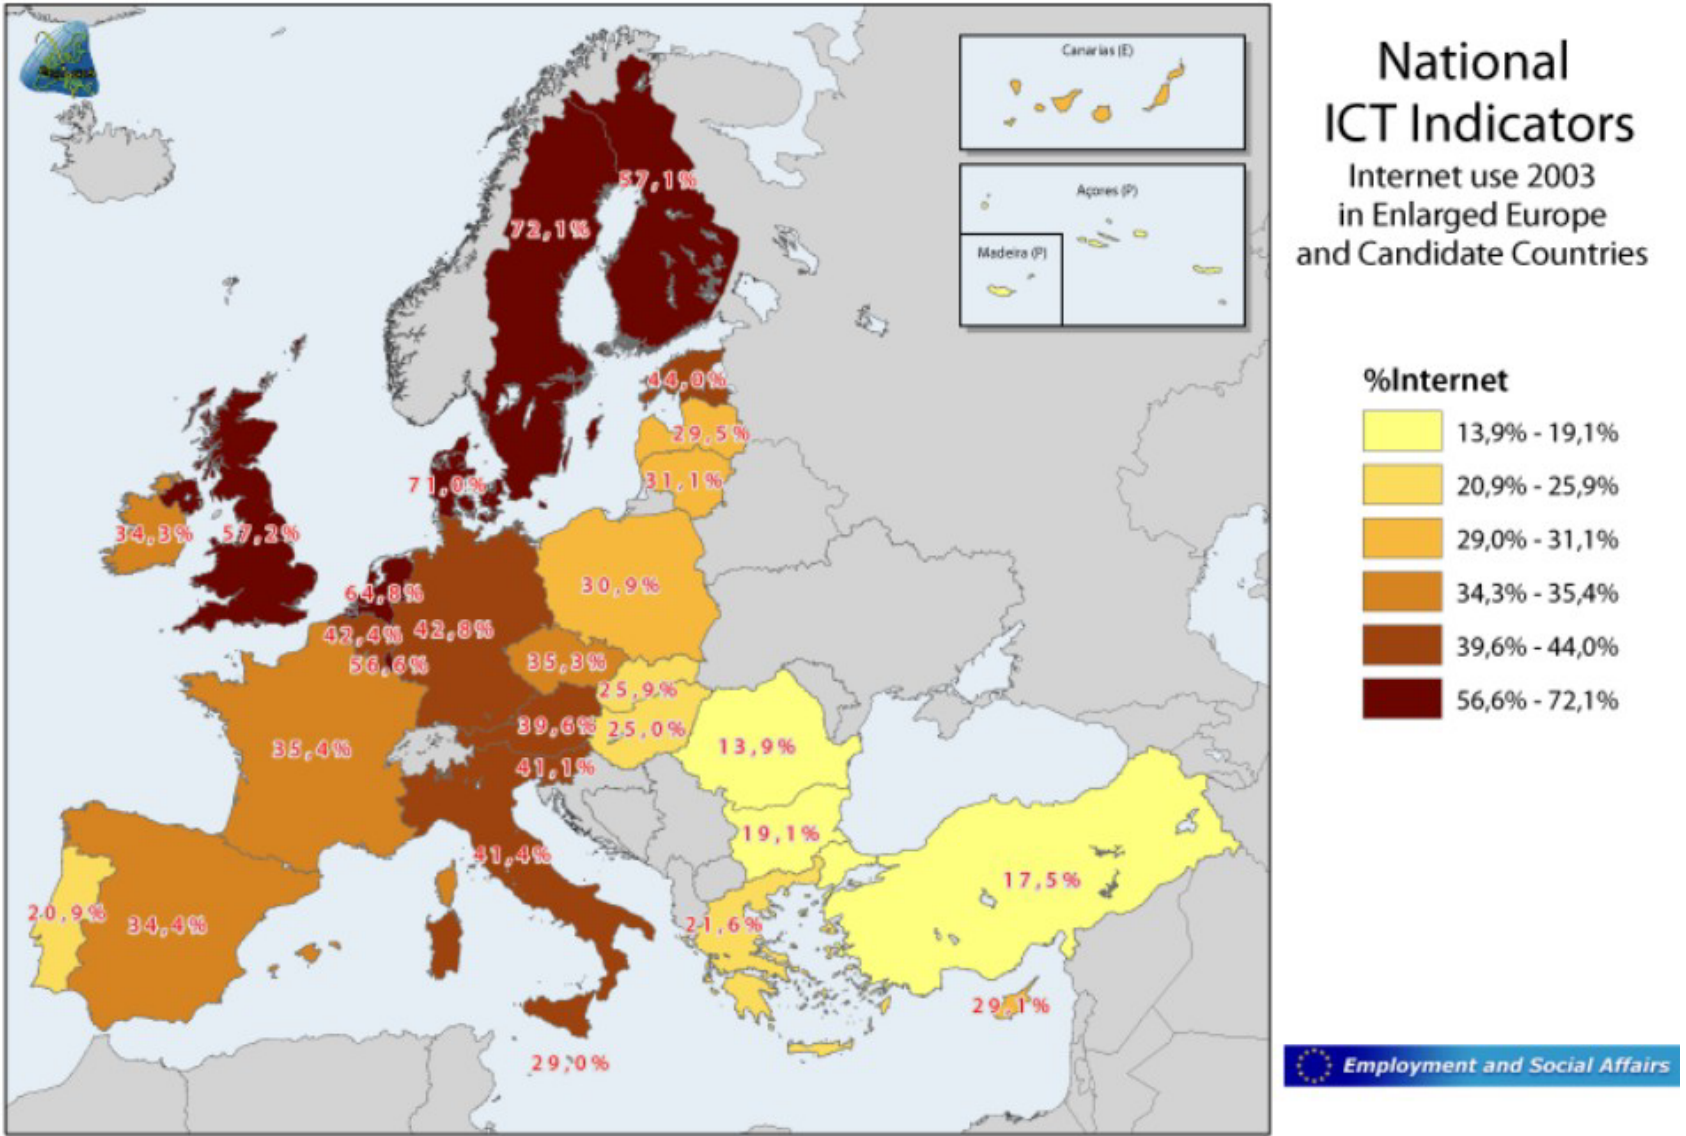 Canarias (E)
Açores (P)
Madeira (P)
National
ICT Indicators
Internet use 2003
in Enlarged Europe
and Candidate Countries
%Internet
13,9% - 19,1%
20,9% - 25,9%
29,0% - 31,1%
34,3% - 35,4%
39,6% - 44,0%
56,6% - 72,1%
57,1%
72,1%
44,0%
29,5%
31,1%
71,0%
34,3%
57,2%
30,9%
64,8%
42,4%
42,8%
56,6%
35,3%
25,9%
39,6%
25,0%
35,4%
13,9%
41,1%
19,1%
41,4%
17,5%
20,9%
34,4%
21,6%
29,1%
29,0%
Employment and Social Affairs